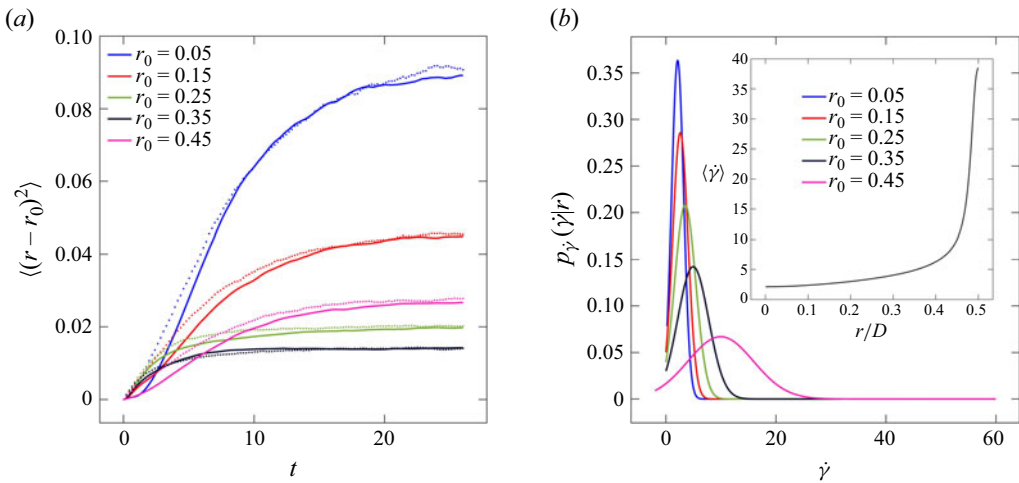 (a)
0.10
0.08
0.06
0.04
0.02
0
r0 = 0.05
r0 = 0.15
r0 = 0.25
r0 = 0.35
r0 = 0.45
⟨(r – r0)²⟩
0
10
20
t
(b)
0.35
0.30
0.25
0.20
0.15
0.10
0.05
0
pγ̇ (γ̇|r)
0
20
40
60
γ̇
r0 = 0.05
r0 = 0.15
r0 = 0.25
r0 = 0.35
r0 = 0.45
⟨γ̇⟩
40
35
30
25
20
15
10
5
0
0
0.1
0.2
0.3
0.4
0.5
r/D